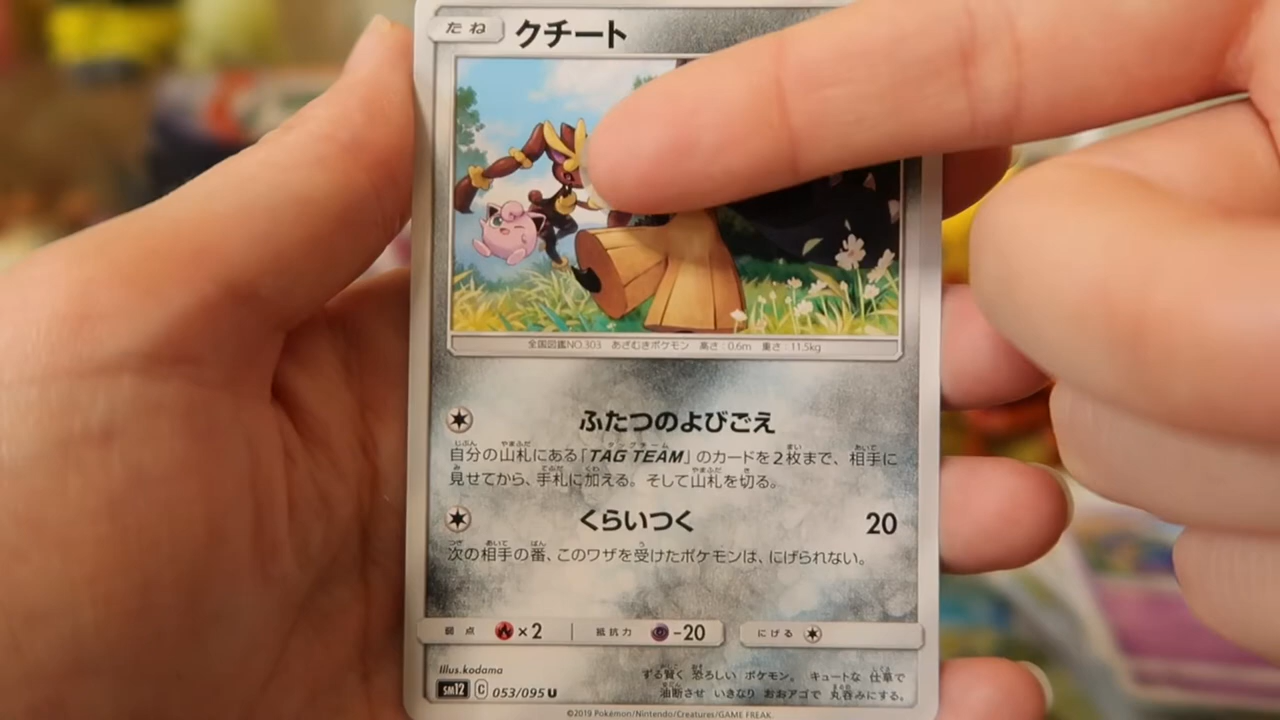 たね クチート
全国図鑑NO.303 あざむきポケモン 高さ:0.6m 重さ:11.5kg
ふたつのよびごえ
自分の山札にある「TAG TEAM」のカードを2枚まで、相手に
見せてから、手札に加える。そして山札を切る。
くらいつく 20
次の相手の番、このワザを受けたポケモンは、にげられない。
弱点 ×2 抵抗力 -20 にげる
Illus.kodama
ずる賢く 恐ろしい ポケモン。 キュートな 仕草で
油断させ いきなり おおアゴで 丸呑みにする。
sm12 C 053/095 U
©2019 Pokémon/Nintendo/Creatures/GAME FREAK.